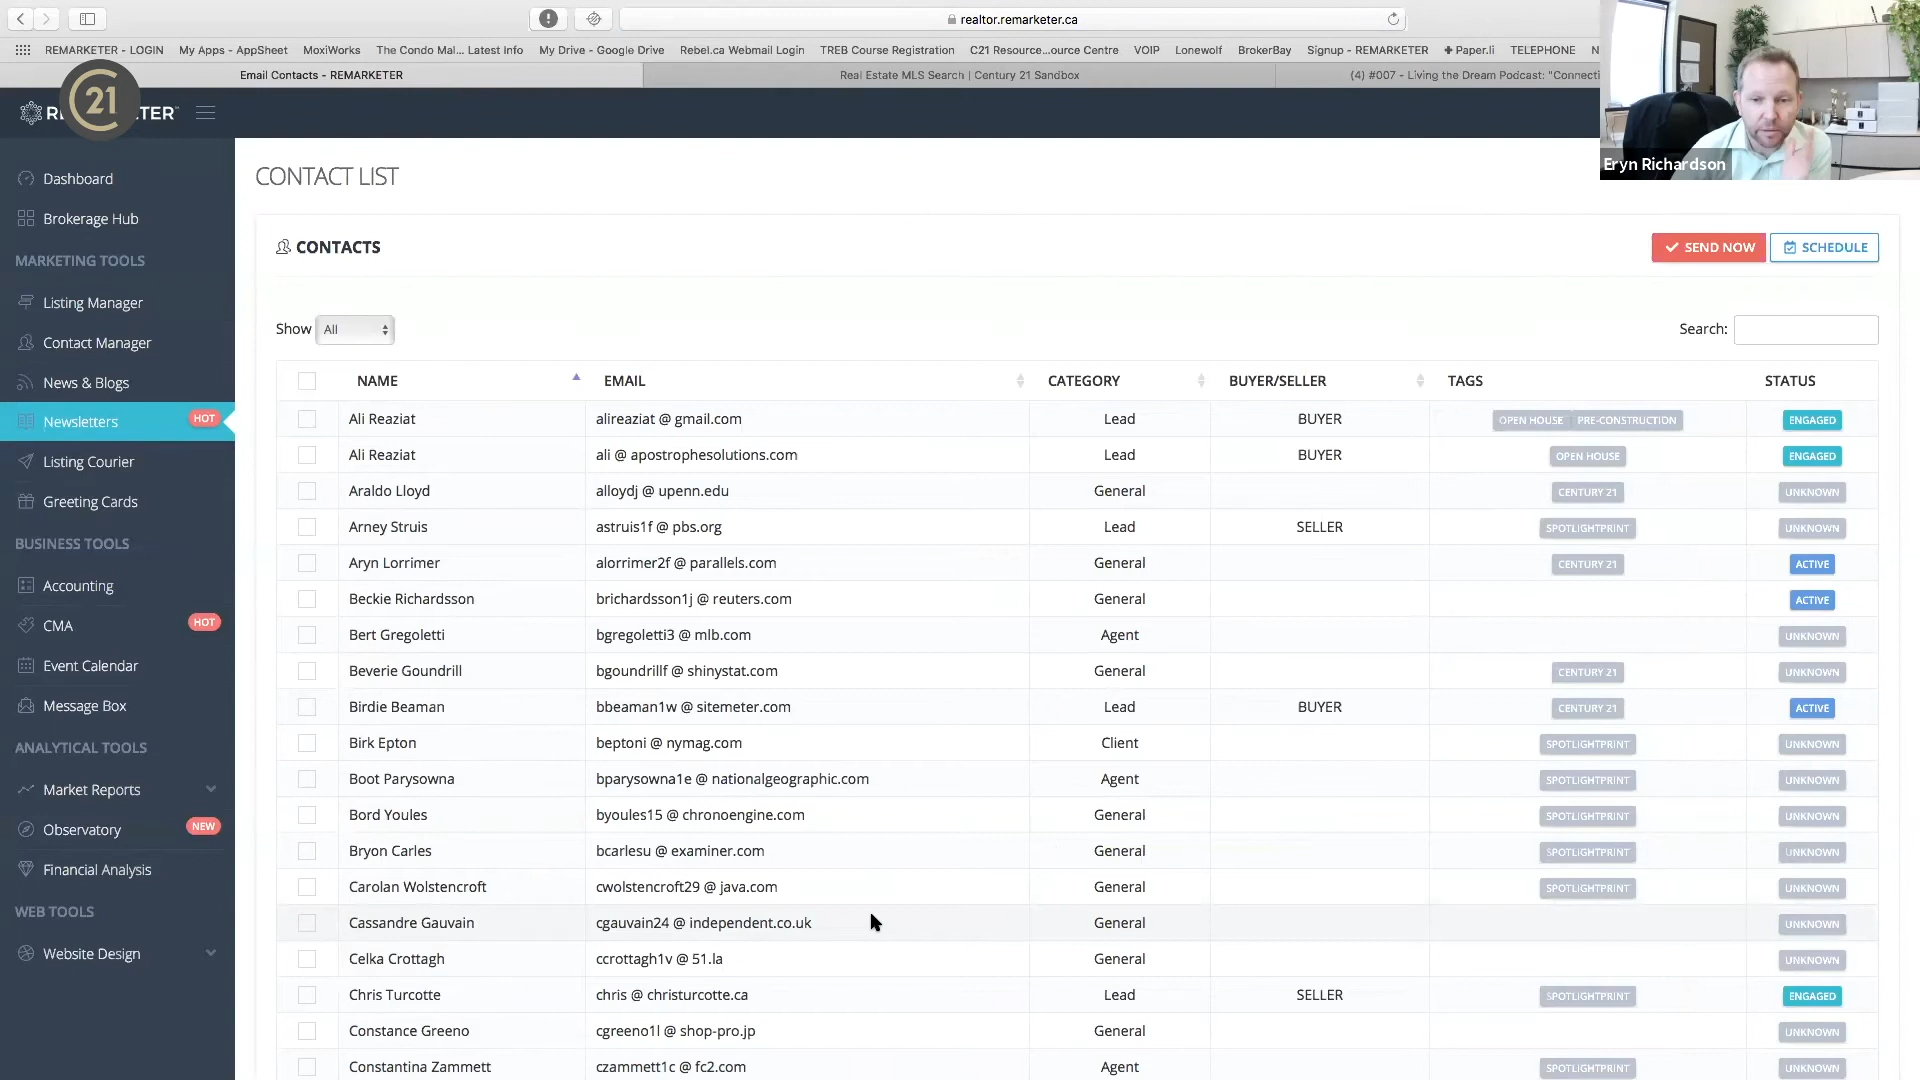 realtor.remarketer.ca
REMARKETER - LOGIN My Apps - AppSheet MoxiWorks The Condo Mal... Latest Info My Drive - Google Drive Rebel.ca Webmail Login TREB Course Registration C21 Resource...ource Centre VOIP Lonewolf BrokerBay Signup - REMARKETER Paper.li TELEPHONE N
Email Contacts - REMARKETER Real Estate MLS Search | Century 21 Sandbox (4) #007 - Living the Dream Podcast: "Connecti
R 21 TER
Eryn Richardson
Dashboard
Brokerage Hub
MARKETING TOOLS
Listing Manager
Contact Manager
News & Blogs
Newsletters HOT
Listing Courier
Greeting Cards
BUSINESS TOOLS
Accounting
CMA HOT
Event Calendar
Message Box
ANALYTICAL TOOLS
Market Reports
Observatory NEW
Financial Analysis
WEB TOOLS
Website Design
CONTACT LIST
CONTACTS SEND NOW SCHEDULE
Show All Search:
NAME EMAIL CATEGORY BUYER/SELLER TAGS STATUS
Ali Reaziat alireaziat @ gmail.com Lead BUYER OPEN HOUSE PRE-CONSTRUCTION ENGAGED
Ali Reaziat ali @ apostrophesolutions.com Lead BUYER OPEN HOUSE ENGAGED
Araldo Lloyd alloydj @ upenn.edu General CENTURY 21 UNKNOWN
Arney Struis astruis1f @ pbs.org Lead SELLER SPOTLIGHTPRINT UNKNOWN
Aryn Lorrimer alorrimer2f @ parallels.com General CENTURY 21 ACTIVE
Beckie Richardsson brichardsson1j @ reuters.com General ACTIVE
Bert Gregoletti bgregoletti3 @ mlb.com Agent UNKNOWN
Beverie Goundrill bgoundrillf @ shinystat.com General CENTURY 21 UNKNOWN
Birdie Beaman bbeaman1w @ sitemeter.com Lead BUYER CENTURY 21 ACTIVE
Birk Epton beptoni @ nymag.com Client SPOTLIGHTPRINT UNKNOWN
Boot Parysowna bparysowna1e @ nationalgeographic.com Agent SPOTLIGHTPRINT UNKNOWN
Bord Youles byoules15 @ chronoengine.com General SPOTLIGHTPRINT UNKNOWN
Bryon Carles bcarlesu @ examiner.com General SPOTLIGHTPRINT UNKNOWN
Carolan Wolstencroft cwolstencroft29 @ java.com General SPOTLIGHTPRINT UNKNOWN
Cassandre Gauvain cgauvain24 @ independent.co.uk General UNKNOWN
Celka Crottagh ccrottagh1v @ 51.la General UNKNOWN
Chris Turcotte chris @ christurcotte.ca Lead SELLER SPOTLIGHTPRINT ENGAGED
Constance Greeno cgreeno1l @ shop-pro.jp General UNKNOWN
Constantina Zammett czammett1c @ fc2.com Agent SPOTLIGHTPRINT UNKNOWN